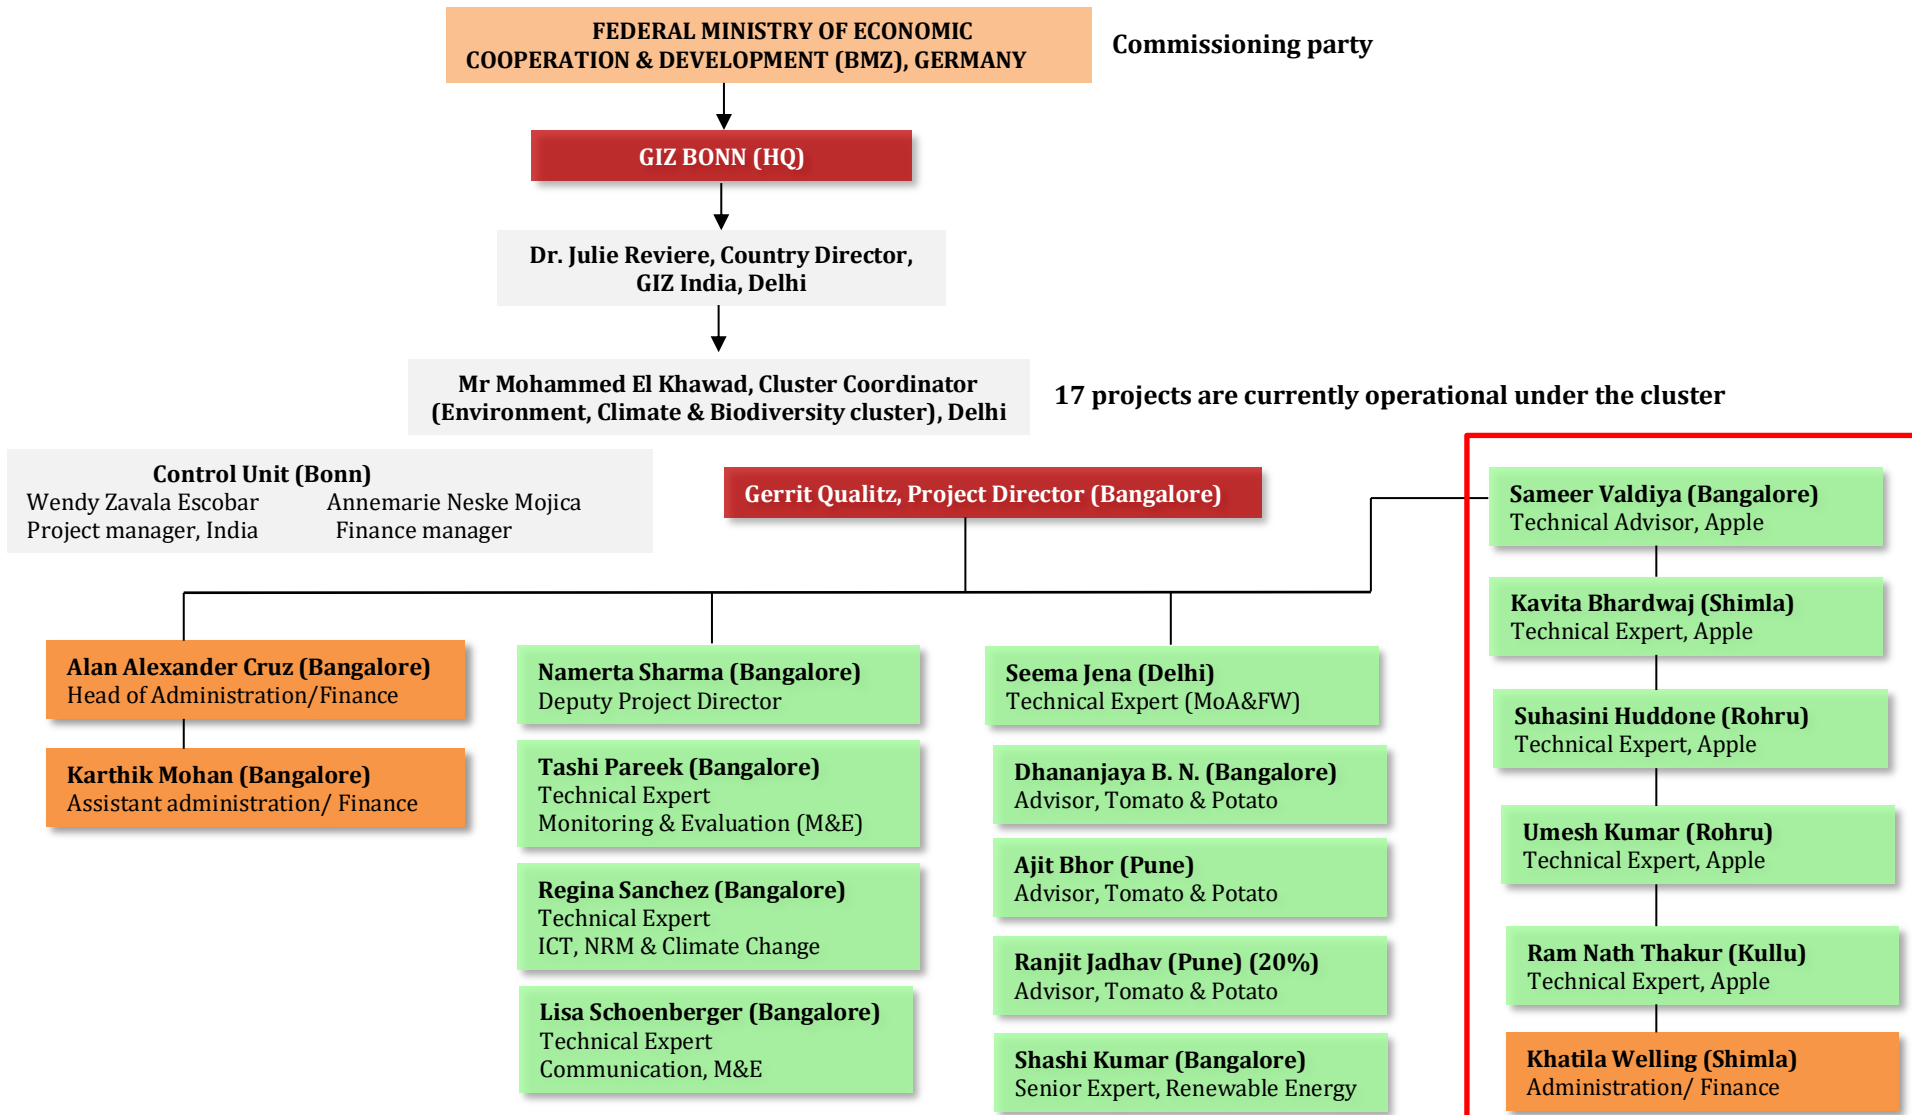 FEDERAL MINISTRY OF ECONOMIC
COOPERATION & DEVELOPMENT (BMZ), GERMANY
Commissioning party
GIZ BONN (HQ)
Dr. Julie Reviere, Country Director,
GIZ India, Delhi
Mr Mohammed El Khawad, Cluster Coordinator
(Environment, Climate & Biodiversity cluster), Delhi
17 projects are currently operational under the cluster
Control Unit (Bonn)
Wendy Zavala Escobar
Project manager, India
Annemarie Neske Mojica
Finance manager
Gerrit Qualitz, Project Director (Bangalore)
Alan Alexander Cruz (Bangalore)
Head of Administration/Finance
Karthik Mohan (Bangalore)
Assistant administration/ Finance
Namerta Sharma (Bangalore)
Deputy Project Director
Tashi Pareek (Bangalore)
Technical Expert
Monitoring & Evaluation (M&E)
Regina Sanchez (Bangalore)
Technical Expert
ICT, NRM & Climate Change
Lisa Schoenberger (Bangalore)
Technical Expert
Communication, M&E
Seema Jena (Delhi)
Technical Expert (MoA&FW)
Dhananjaya B. N. (Bangalore)
Advisor, Tomato & Potato
Ajit Bhor (Pune)
Advisor, Tomato & Potato
Ranjit Jadhav (Pune) (20%)
Advisor, Tomato & Potato
Shashi Kumar (Bangalore)
Senior Expert, Renewable Energy
Sameer Valdiya (Bangalore)
Technical Advisor, Apple
Kavita Bhardwaj (Shimla)
Technical Expert, Apple
Suhasini Huddone (Rohru)
Technical Expert, Apple
Umesh Kumar (Rohru)
Technical Expert, Apple
Ram Nath Thakur (Kullu)
Technical Expert, Apple
Khatila Welling (Shimla)
Administration/ Finance